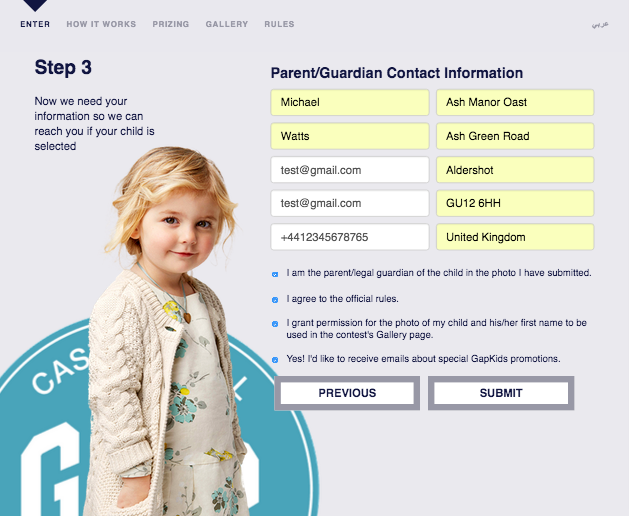 ENTER HOW IT WORKS PRIZING GALLERY RULES عربي
Step 3
Now we need your
information so we can
reach you if your child is
selected
Parent/Guardian Contact Information
Michael Ash Manor Oast
Watts Ash Green Road
test@gmail.com Aldershot
test@gmail.com GU12 6HH
+4412345678765 United Kingdom
I am the parent/legal guardian of the child in the photo I have submitted.
I agree to the official rules.
I grant permission for the photo of my child and his/her first name to be
used in the contest's Gallery page.
Yes! I'd like to receive emails about special GapKids promotions.
PREVIOUS SUBMIT
CAS
L
G